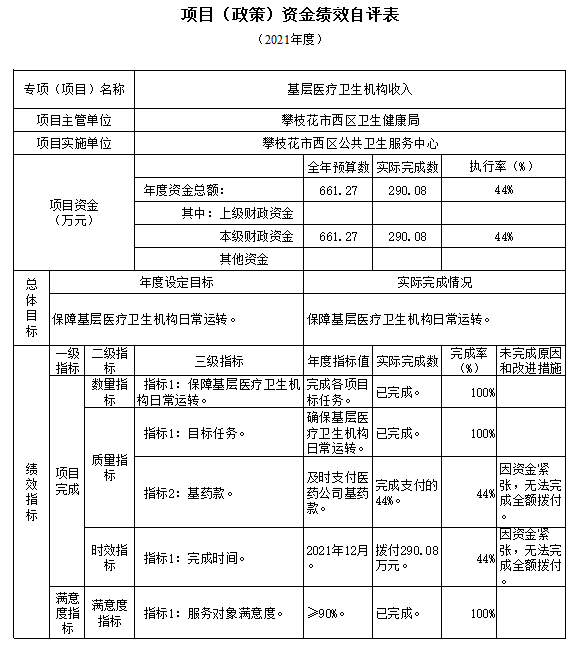 项目（政策）资金绩效自评表
（2021年度）
专项（项目）名称 基层医疗卫生机构收入
项目主管单位 攀枝花市西区卫生健康局
项目实施单位 攀枝花市西区公共卫生服务中心
项目资金
（万元）
全年预算数 实际完成数 执行率（%）
年度资金总额： 661.27 290.08 44%
其中：上级财政资金
本级财政资金 661.27 290.08 44%
其他资金
总体目标
年度设定目标 实际完成情况
保障基层医疗卫生机构日常运转。 保障基层医疗卫生机构日常运转。
绩效指标
一级
指标
二级指
标
三级指标 年度指标值 实际完成数
完成率
（%）
未完成原因
和改进措施
项目
完成
数量指
标
指标1：保障基层医疗卫生机
构日常运转。
完成各项目
标任务。
已完成。 100%
质量指
标
指标1：目标任务。
确保基层医
疗卫生机构
日常运转。
已完成。 100%
指标2：基药款。
及时支付医
药公司基药
款。
完成支付的
44%。
44%
因资金紧
张，无法完
成全额拨付
。
时效指
标
指标1：完成时间。
2021年12月
。
拨付290.08
万元。
44%
因资金紧
张，无法完
成全额拨付
。
满意
度指
标
满意度
指标
指标1：服务对象满意度。 ≥90%。 已完成。 100%